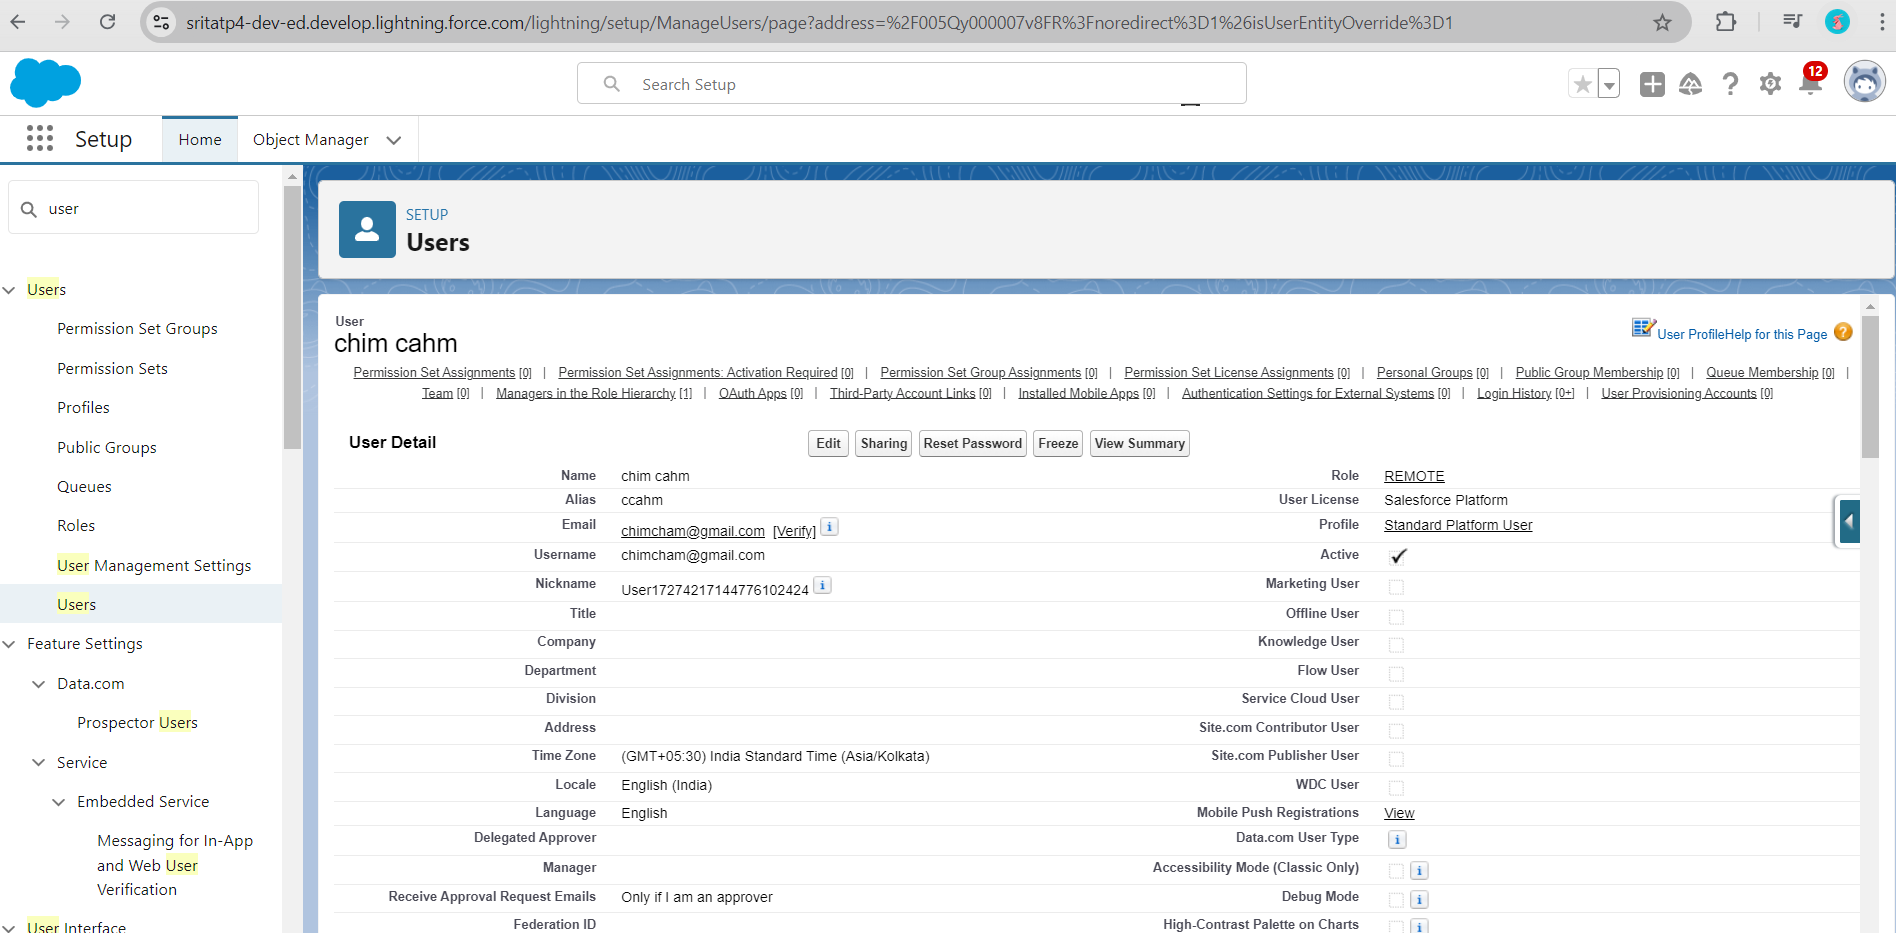 sritatp4-dev-ed.develop.lightning.force.com/lightning/setup/ManageUsers/page?address=%2F005Qy000007v8FR%3Fnoredirect%3D1%26isUserEntityOverride%3D1
Search Setup
12
Setup
Home
Object Manager
user
Users
Permission Set Groups
Permission Sets
Profiles
Public Groups
Queues
Roles
User Management Settings
Users
Feature Settings
Data.com
Prospector Users
Service
Embedded Service
Messaging for In-App
and Web User
Verification
User Interface
SETUP
Users
User
chim cahm
User Profile Help for this Page ?
Permission Set Assignments [0] | Permission Set Assignments: Activation Required [0] | Permission Set Group Assignments [0] | Permission Set License Assignments [0] | Personal Groups [0] | Public Group Membership [0] | Queue Membership [0] |
Team [0] | Managers in the Role Hierarchy [1] | OAuth Apps [0] | Third-Party Account Links [0] | Installed Mobile Apps [0] | Authentication Settings for External Systems [0] | Login History [0+] | User Provisioning Accounts [0]
User Detail
Edit Sharing Reset Password Freeze View Summary
Name chim cahm Role REMOTE
Alias ccahm User License Salesforce Platform
Email chimcham@gmail.com [Verify] i Profile Standard Platform User
Username chimcham@gmail.com Active
Nickname User17274217144776102424 i Marketing User
Title Offline User
Company Knowledge User
Department Flow User
Division Service Cloud User
Address Site.com Contributor User
Time Zone (GMT+05:30) India Standard Time (Asia/Kolkata) Site.com Publisher User
Locale English (India) WDC User
Language English Mobile Push Registrations View
Delegated Approver Data.com User Type i
Manager Accessibility Mode (Classic Only) i
Receive Approval Request Emails Only if I am an approver Debug Mode i
Federation ID High-Contrast Palette on Charts i